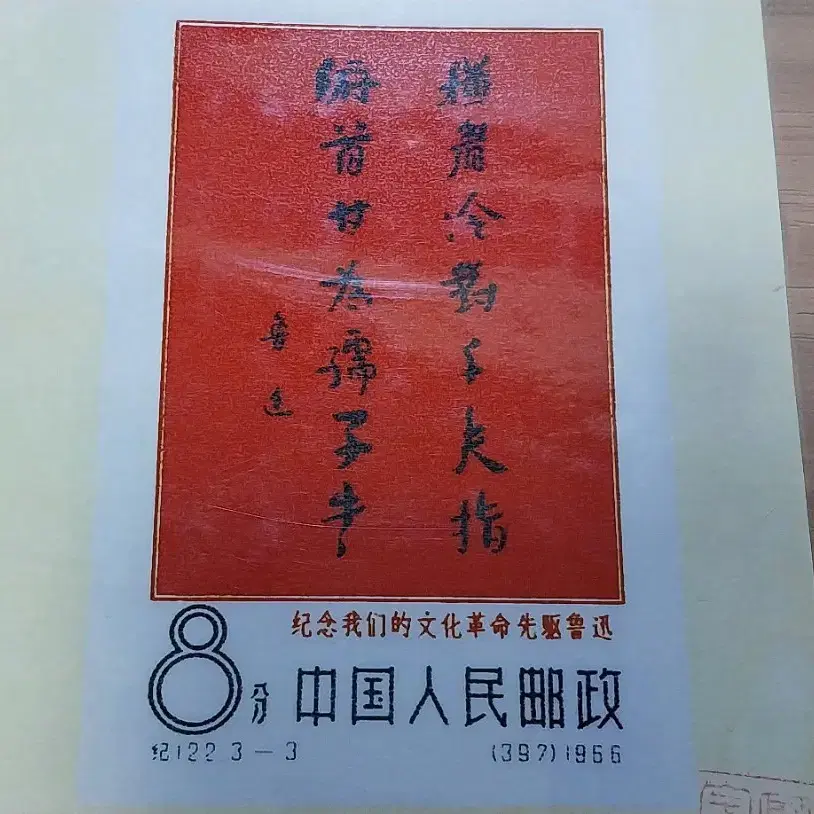 横眉冷對千夫指
俯首甘为孺子牛
魯迅
纪念我们的文化革命先驱鲁迅
8分 中国人民邮政
纪122 3—3 (397)1966